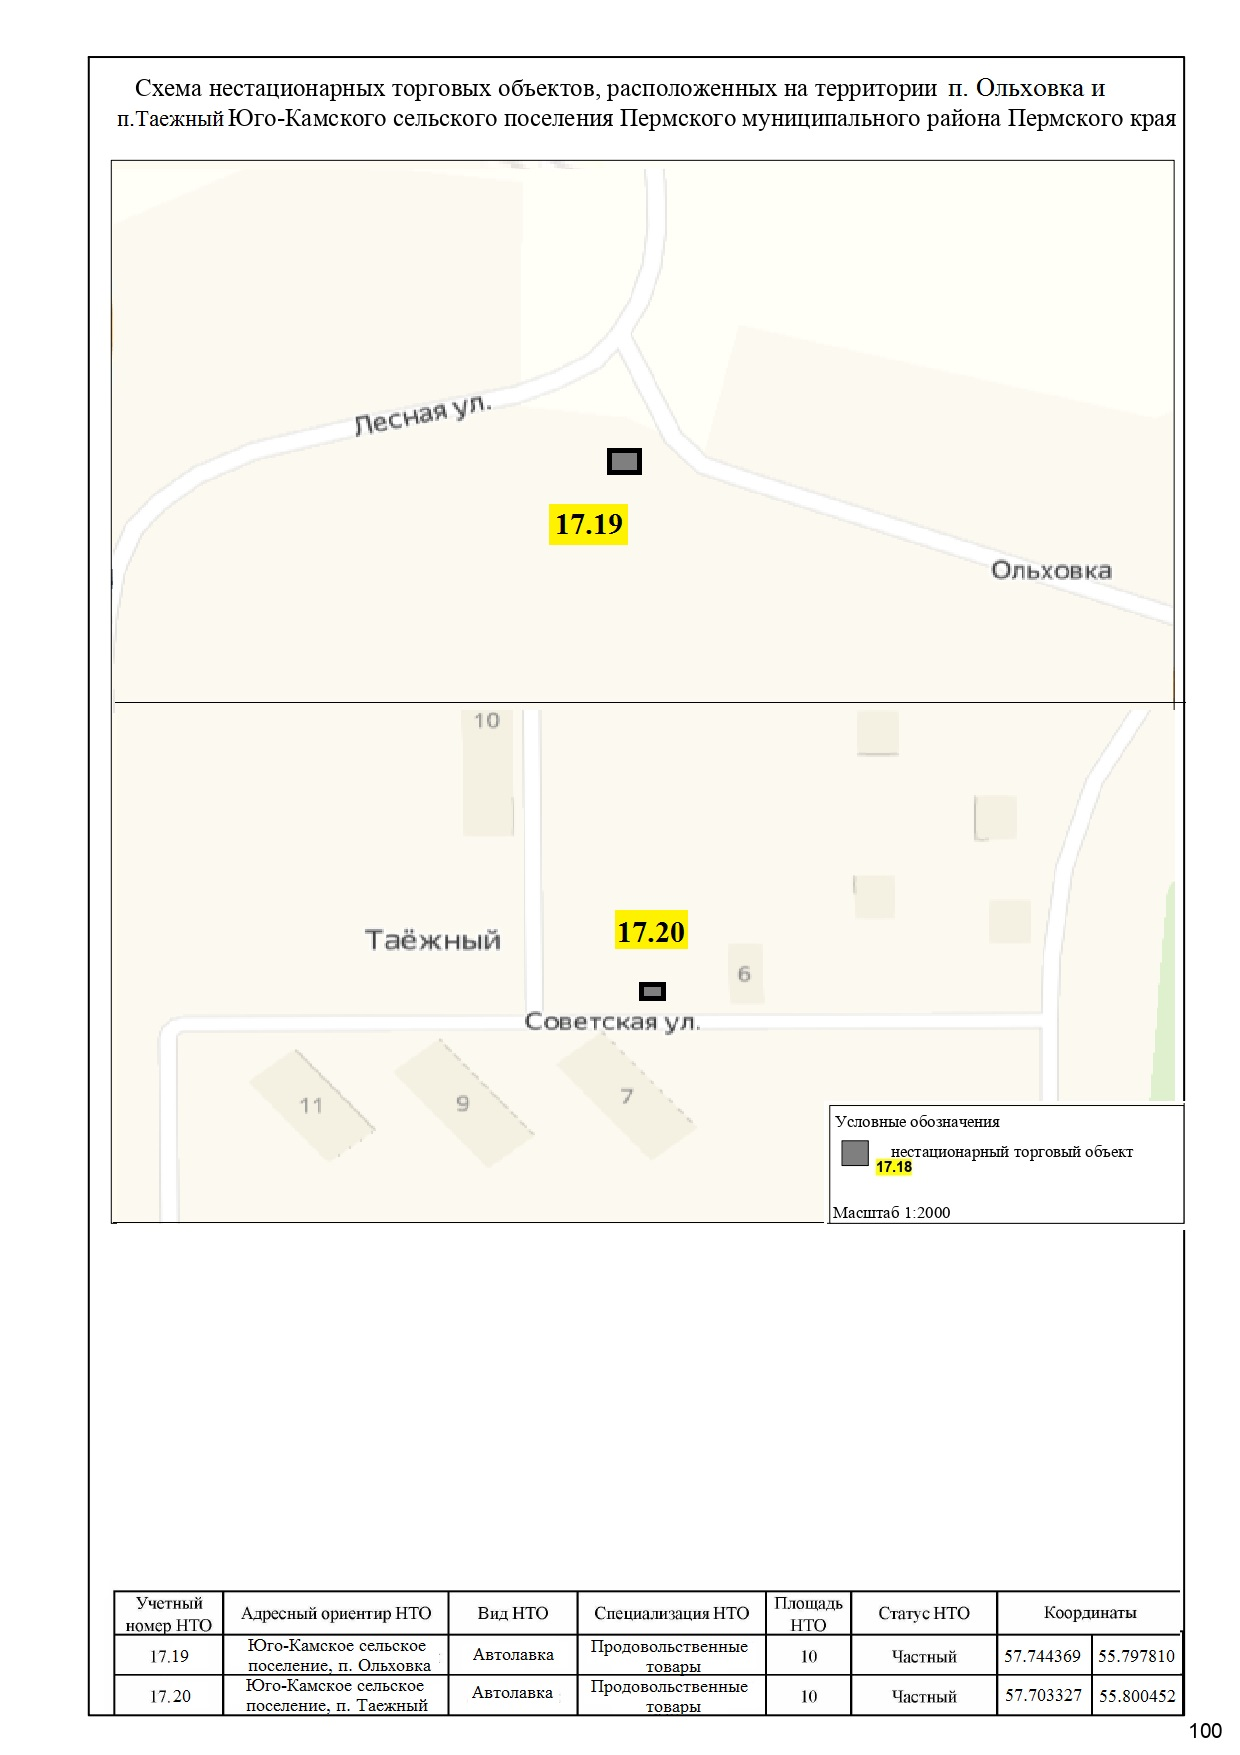 Схема нестационарных торговых объектов, расположенных на территории п. Ольховка и
п.Таежный Юго-Камского сельского поселения Пермского муниципального района Пермского края
Лесная ул.
17.19
Ольховка
10
17.20
Таёжный
6
Советская ул.
11
9
7
Условные обозначения
нестационарный торговый объект
17.18
Масштаб 1:2000
Учетный номер НТО
Адресный ориентир НТО
Вид НТО
Специализация НТО
Площадь НТО
Статус НТО
Координаты
17.19
Юго-Камское сельское
поселение, п. Ольховка
Автолавка
Продовольственные
товары
10
Частный
57.744369
55.797810
17.20
Юго-Камское сельское
поселение, п. Таежный
Автолавка
Продовольственные
товары
10
Частный
57.703327
55.800452
100